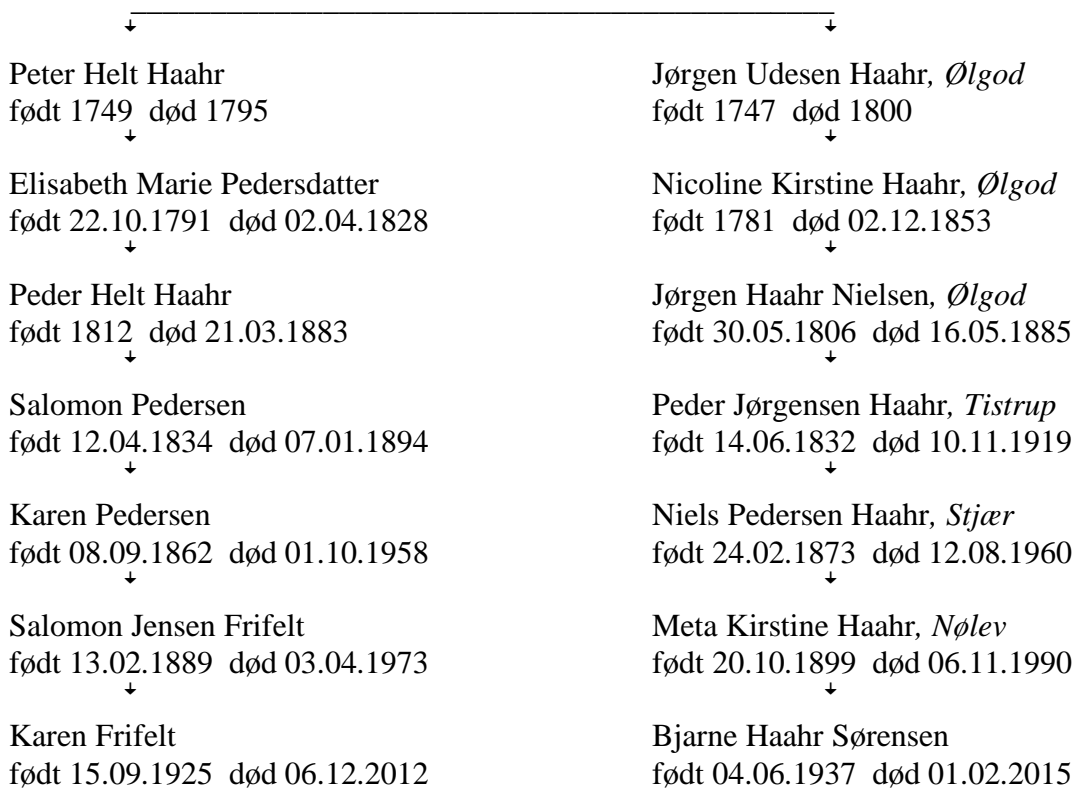 Peter Helt Haahr
født 1749 død 1795
Elisabeth Marie Pedersdatter
født 22.10.1791 død 02.04.1828
Peder Helt Haahr
født 1812 død 21.03.1883
Salomon Pedersen
født 12.04.1834 død 07.01.1894
Karen Pedersen
født 08.09.1862 død 01.10.1958
Salomon Jensen Frifelt
født 13.02.1889 død 03.04.1973
Karen Frifelt
født 15.09.1925 død 06.12.2012
Jørgen Udesen Haahr, Ølgod
født 1747 død 1800
Nicoline Kirstine Haahr, Ølgod
født 1781 død 02.12.1853
Jørgen Haahr Nielsen, Ølgod
født 30.05.1806 død 16.05.1885
Peder Jørgensen Haahr, Tistrup
født 14.06.1832 død 10.11.1919
Niels Pedersen Haahr, Stjær
født 24.02.1873 død 12.08.1960
Meta Kirstine Haahr, Nølev
født 20.10.1899 død 06.11.1990
Bjarne Haahr Sørensen
født 04.06.1937 død 01.02.2015